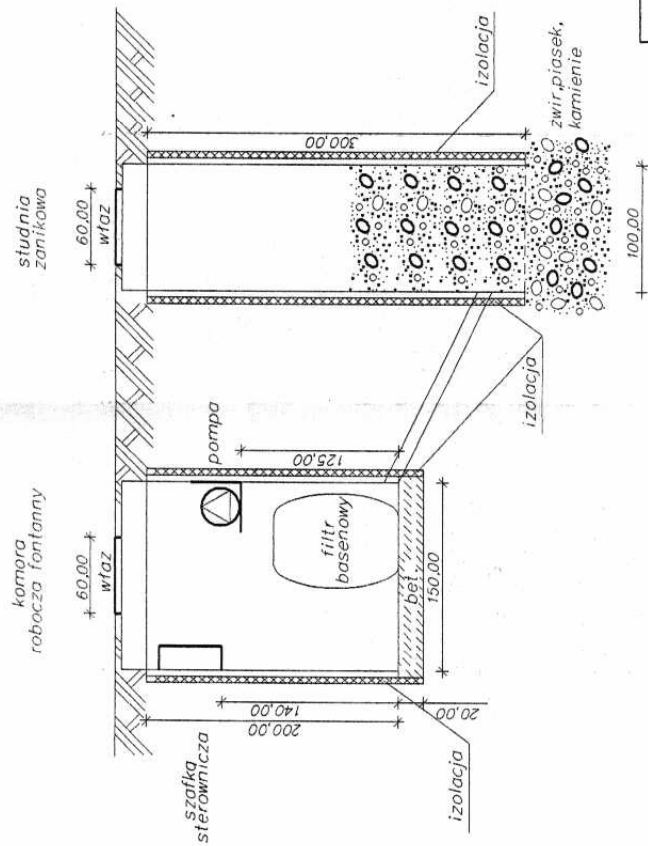 komora
robocza fontanny
60,00
właz
studnia
zanikowa
60,00
właz
szafka
sterownicza
200,00
140,00
20,00
izolacja
pompa
125,00
filtr
basenowy
bet
150,00
izolacja
300,00
izolacja
100,00
zwir,piasek,
kamienie